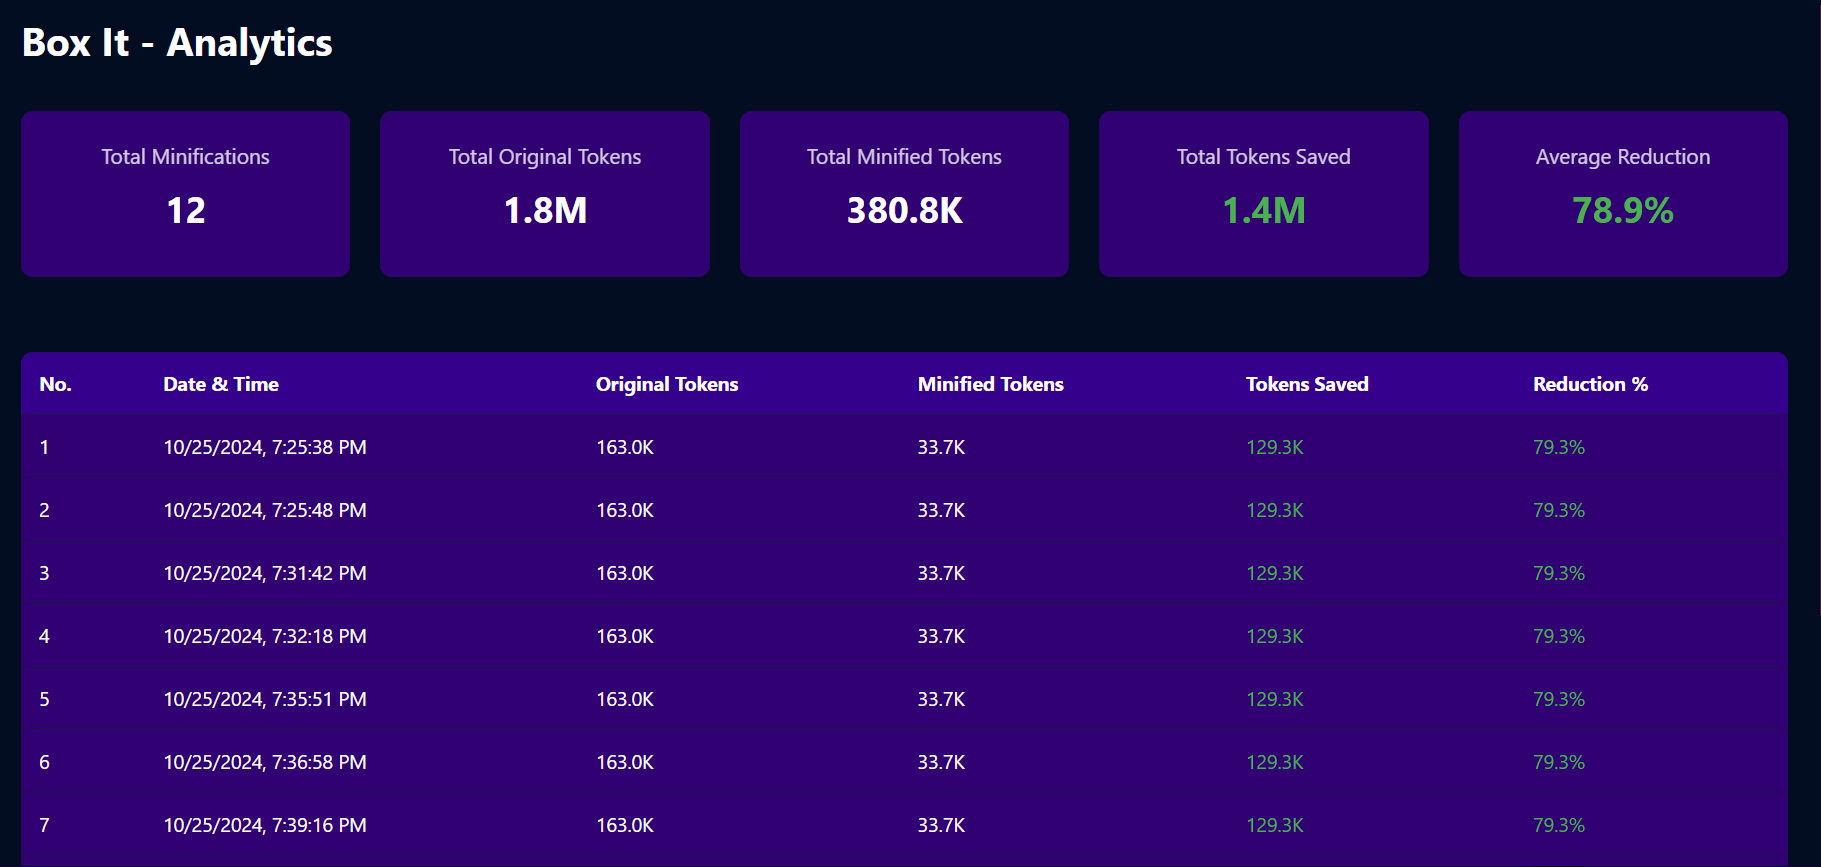 Box It - Analytics
Total Minifications
12
Total Original Tokens
1.8M
Total Minified Tokens
380.8K
Total Tokens Saved
1.4M
Average Reduction
78.9%
No. Date & Time Original Tokens Minified Tokens Tokens Saved Reduction %
1 10/25/2024, 7:25:38 PM 163.0K 33.7K 129.3K 79.3%
2 10/25/2024, 7:25:48 PM 163.0K 33.7K 129.3K 79.3%
3 10/25/2024, 7:31:42 PM 163.0K 33.7K 129.3K 79.3%
4 10/25/2024, 7:32:18 PM 163.0K 33.7K 129.3K 79.3%
5 10/25/2024, 7:35:51 PM 163.0K 33.7K 129.3K 79.3%
6 10/25/2024, 7:36:58 PM 163.0K 33.7K 129.3K 79.3%
7 10/25/2024, 7:39:16 PM 163.0K 33.7K 129.3K 79.3%